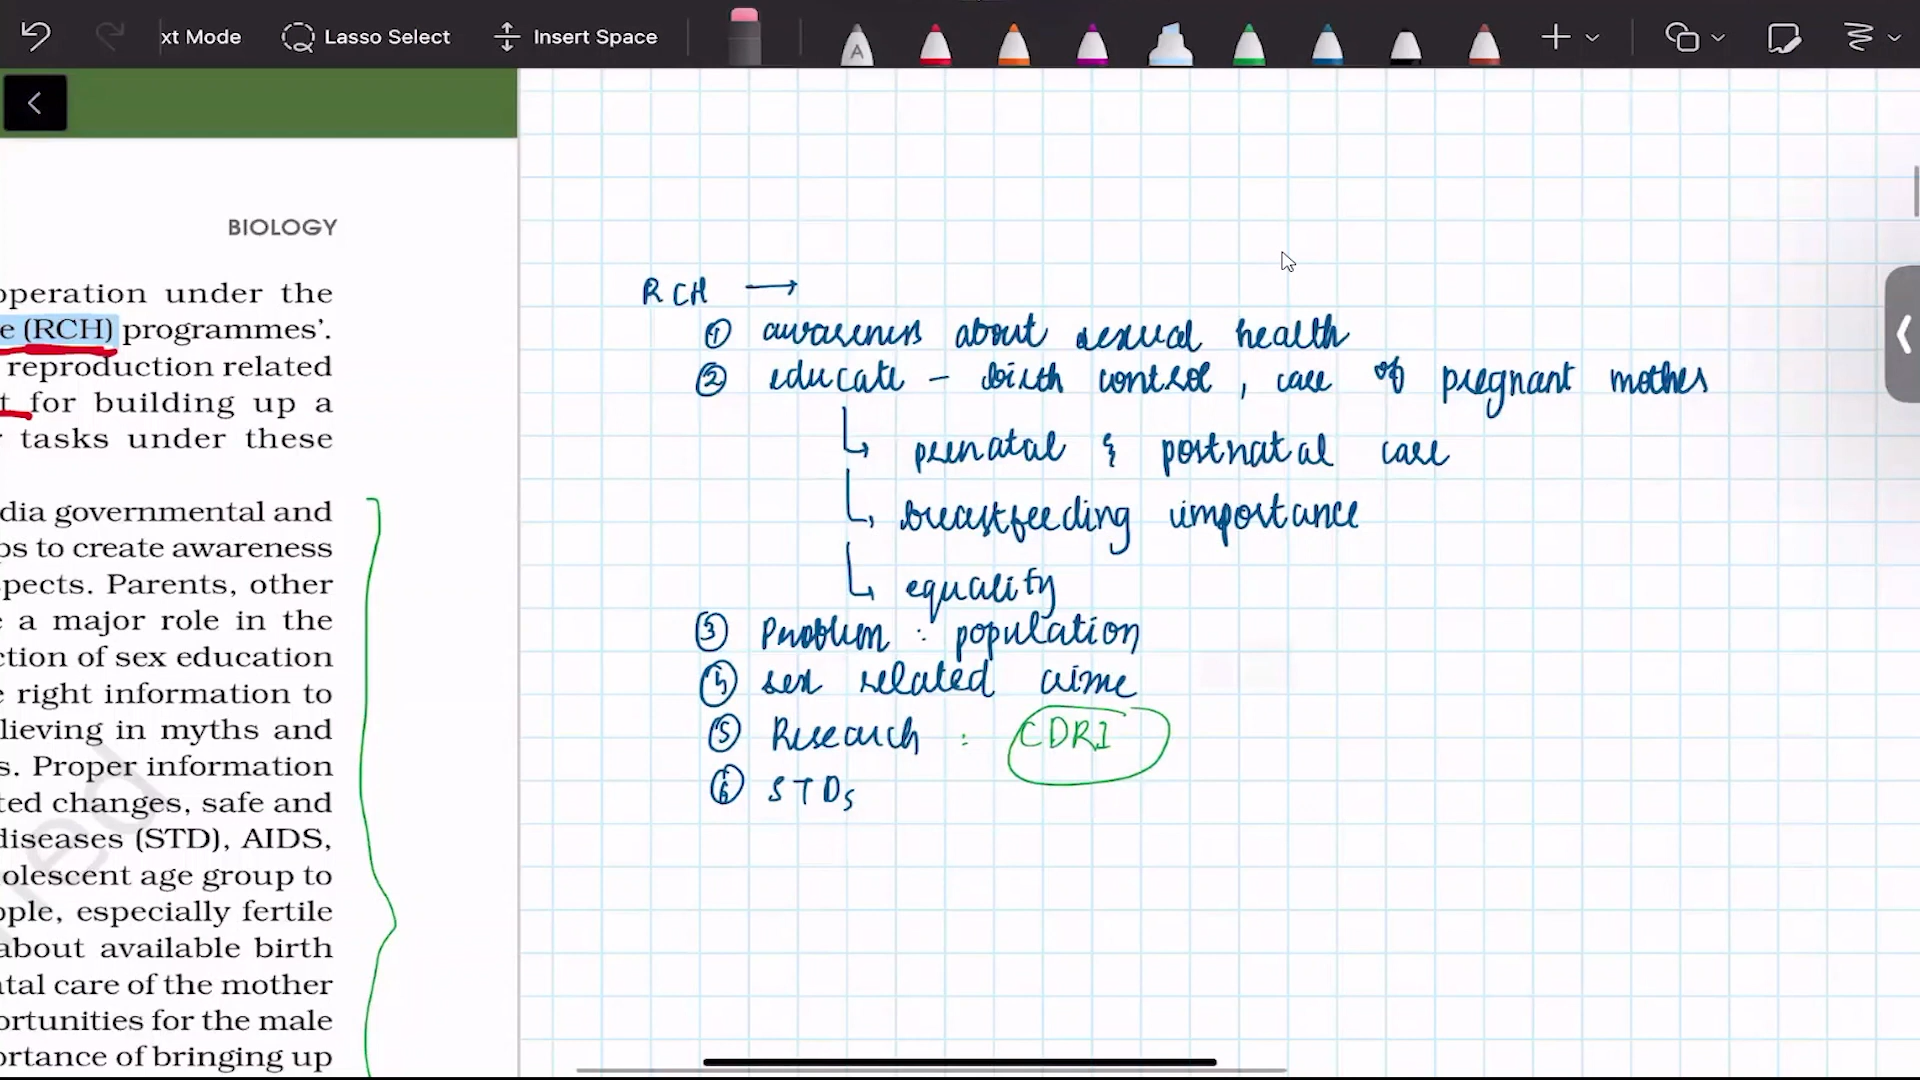 xt Mode Lasso Select Insert Space
A
BIOLOGY
operation under the
e (RCH) programmes’.
reproduction related
t for building up a
tasks under these
dia governmental and
ps to create awareness
spects. Parents, other
e a major role in the
ction of sex education
e right information to
lieving in myths and
s. Proper information
ted changes, safe and
diseases (STD), AIDS,
olescent age group to
ople, especially fertile
about available birth
atal care of the mother
ortunities for the male
ortance of bringing up
RCH →
① awareness about sexual health
② educate – birth control, care of pregnant mother
↳ prenatal & postnatal care
↳ breastfeeding importance
↳ equality
③ Problem : population
④ sex related crime
⑤ Research : CDRI
⑥ STDs